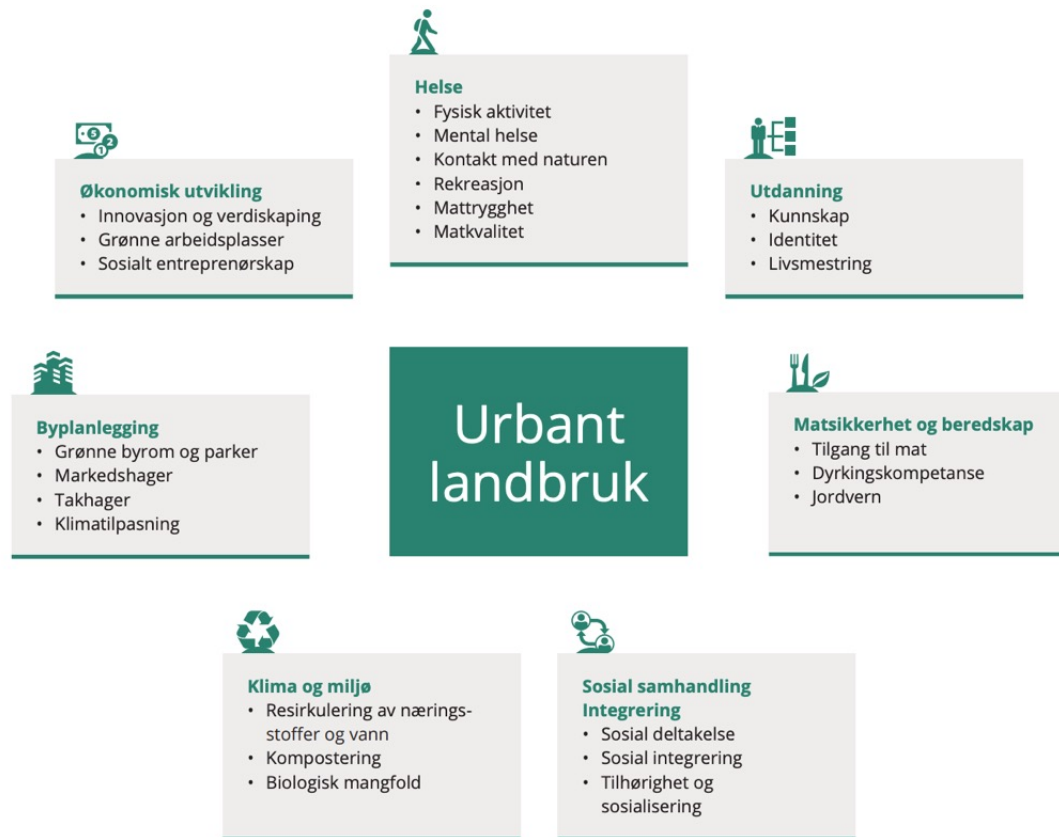 Helse
• Fysisk aktivitet
• Mental helse
• Kontakt med naturen
• Rekreasjon
• Mattrygghet
• Matkvalitet
Økonomisk utvikling
• Innovasjon og verdiskaping
• Grønne arbeidsplasser
• Sosialt entreprenørskap
Utdanning
• Kunnskap
• Identitet
• Livsmestring
Byplanlegging
• Grønne byrom og parker
• Markedshager
• Takhager
• Klimatilpasning
Urbant
landbruk
Matsikkerhet og beredskap
• Tilgang til mat
• Dyrkingskompetanse
• Jordvern
Klima og miljø
• Resirkulering av nærings-
stoffer og vann
• Kompostering
• Biologisk mangfold
Sosial samhandling
Integrering
• Sosial deltakelse
• Sosial integrering
• Tilhørighet og
sosialisering